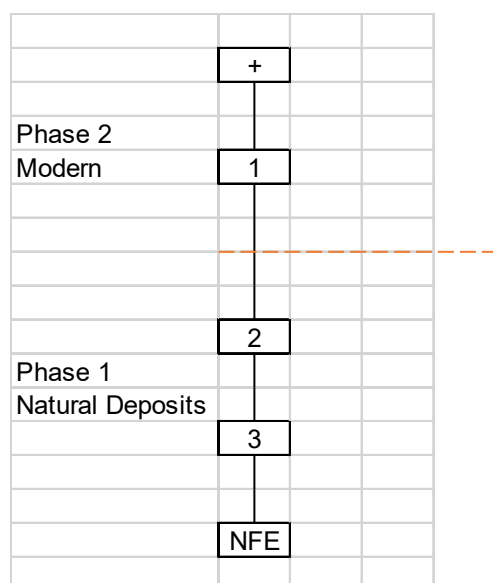 +
Phase 2
Modern
1
2
Phase 1
Natural Deposits
3
NFE